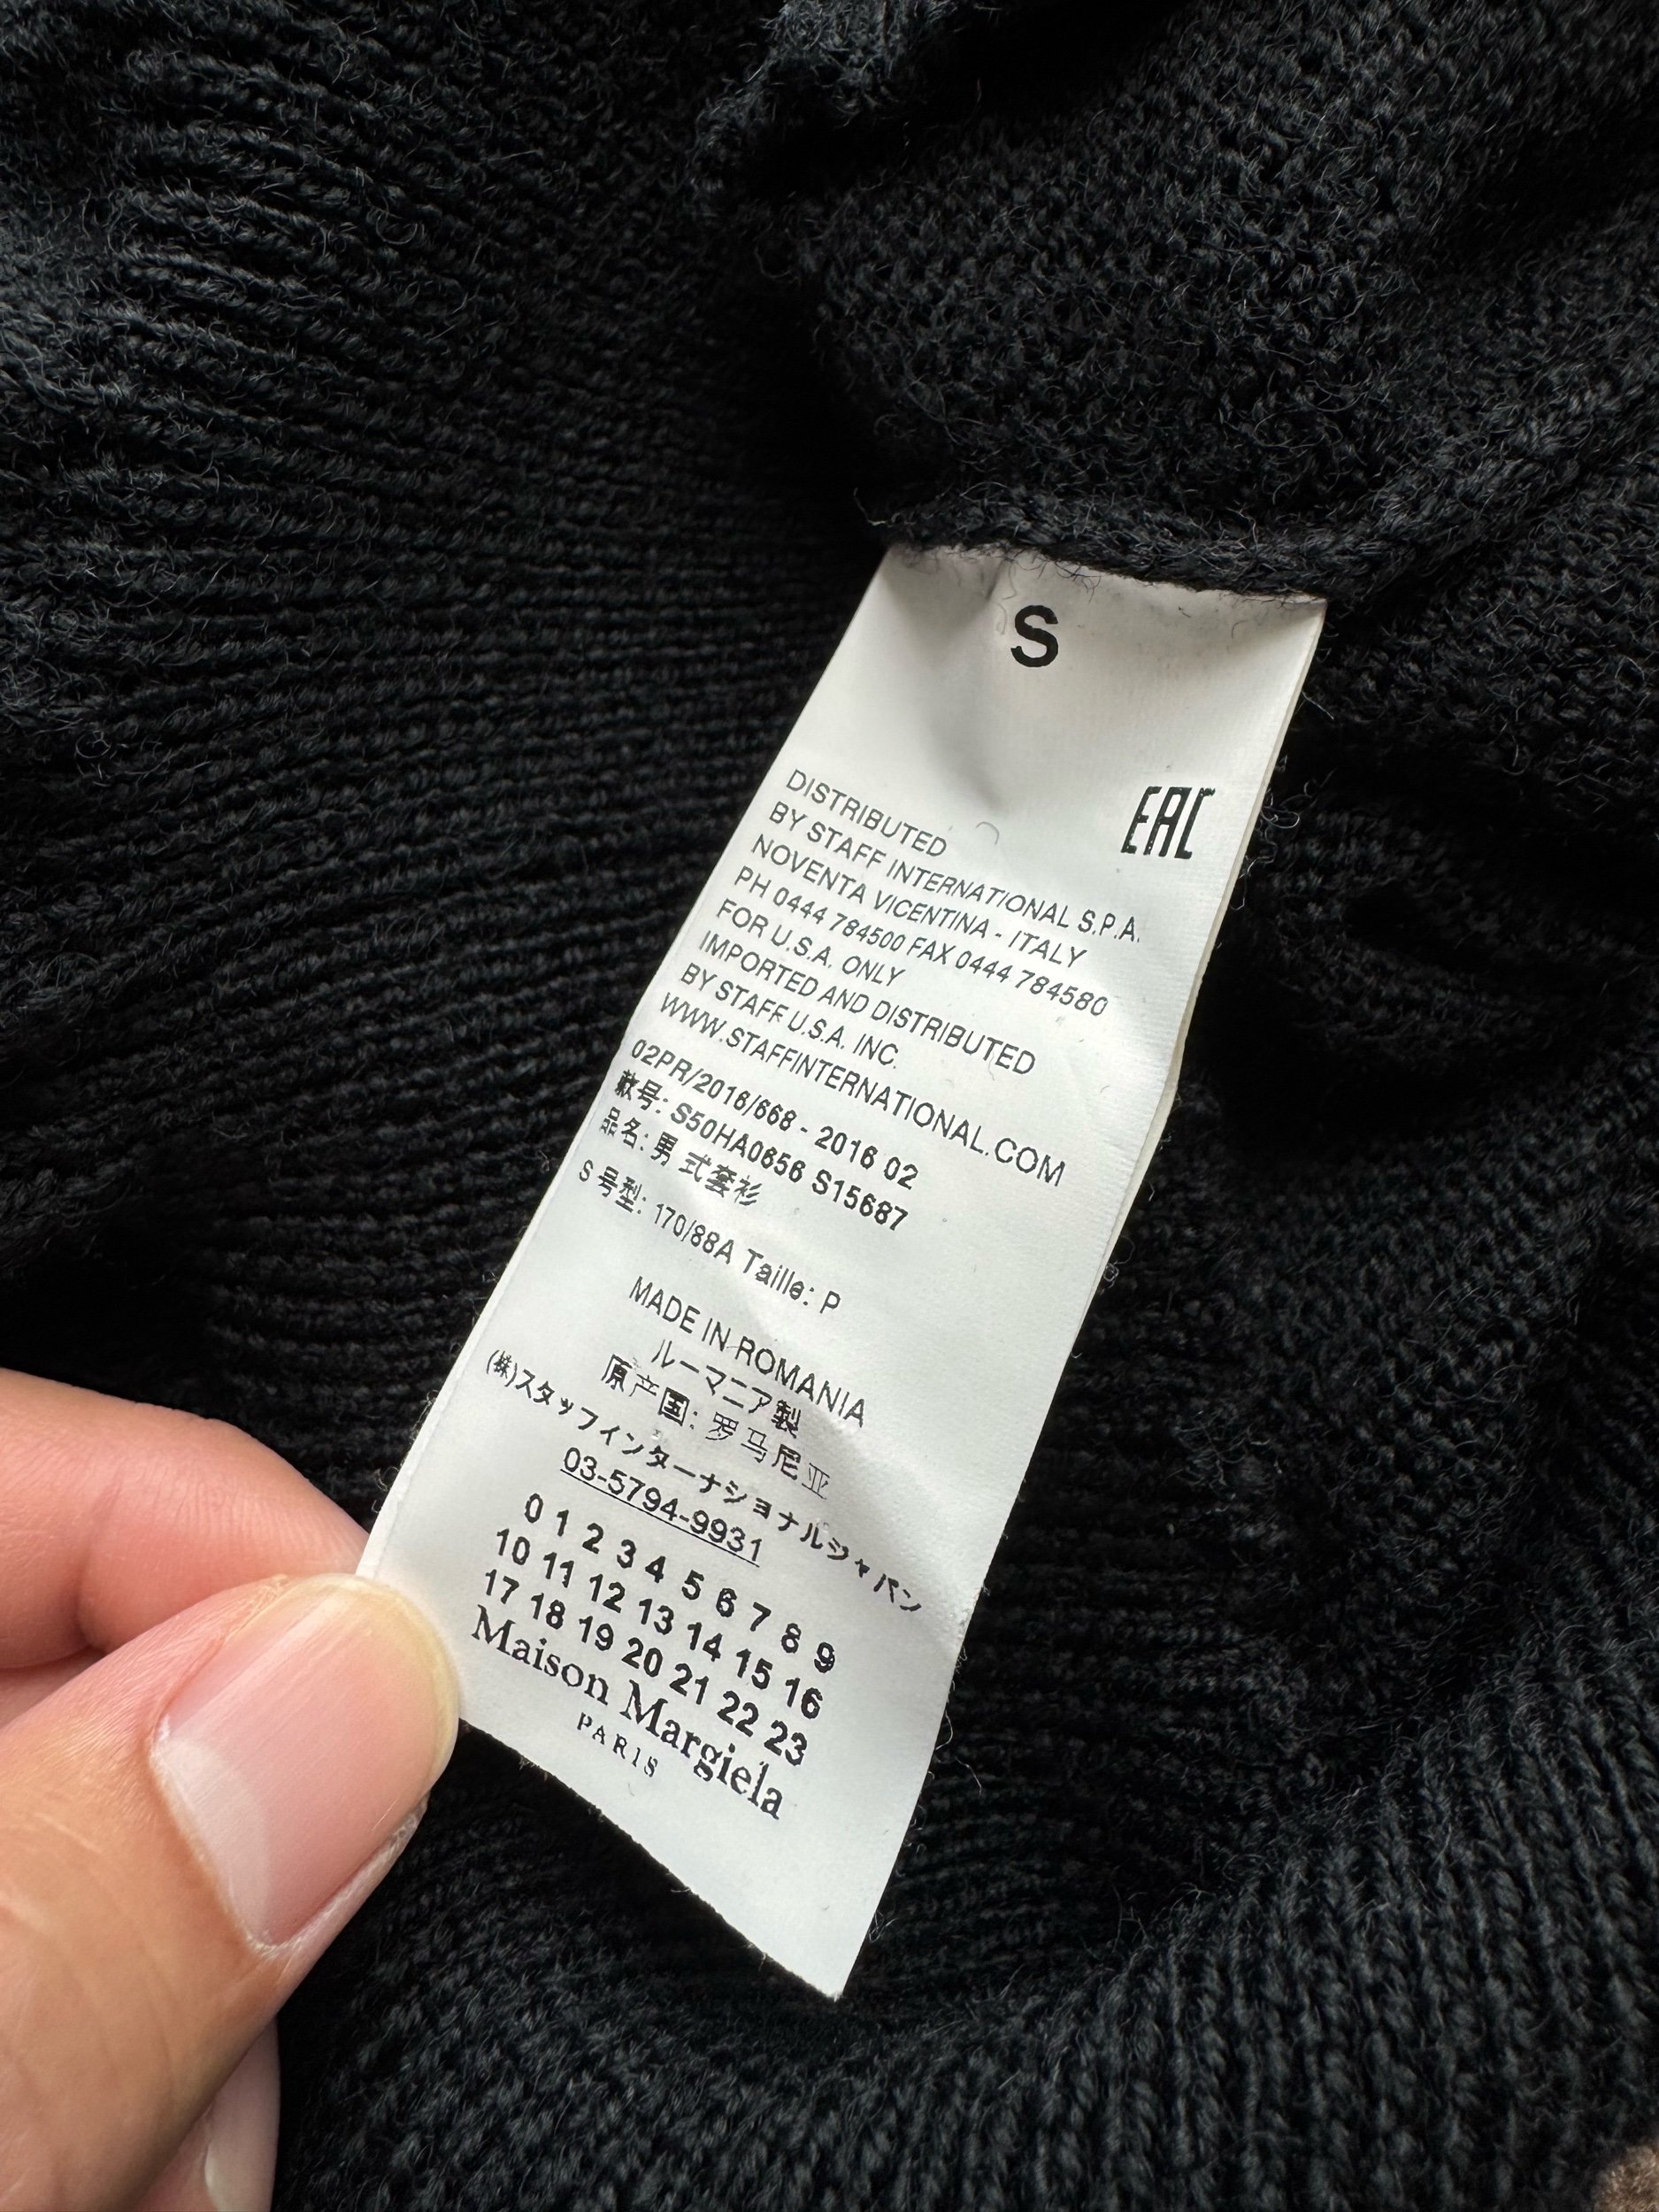 S
EAC
DISTRIBUTED
BY STAFF INTERNATIONAL S.P.A.
NOVENTA VICENTINA - ITALY
PH 0444 784500 FAX 0444 784580
FOR U.S.A. ONLY
IMPORTED AND DISTRIBUTED
BY STAFF U.S.A. INC.
WWW.STAFFINTERNATIONAL.COM
02PR/2016/668 - 2016 02
款号: S50HA0656 S15687
品名: 男式套衫
S 号型: 170/88A Taille: P
MADE IN ROMANIA
ルーマニア製
原产国: 罗马尼亚
(株)スタッフインターナショナルジャパン
03-5794-9931
0 1 2 3 4 5 6 7 8 9
10 11 12 13 14 15 16
17 18 19 20 21 22 23
Maison Margiela
PARIS